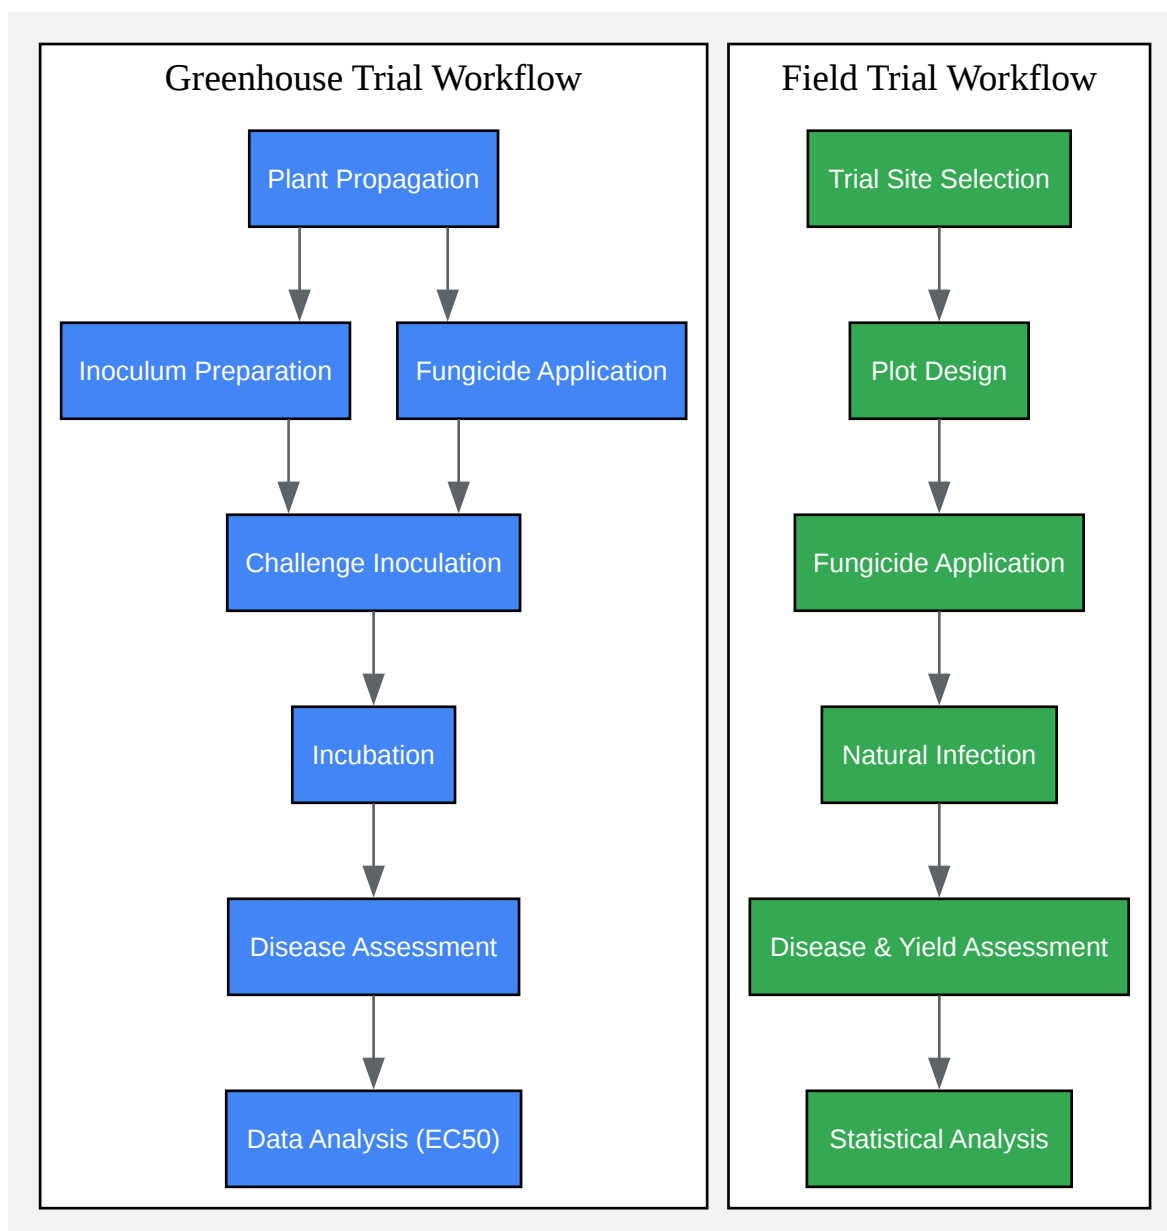 Greenhouse Trial Workflow
Plant Propagation
Inoculum Preparation
Fungicide Application
Challenge Inoculation
Incubation
Disease Assessment
Data Analysis (EC50)
Field Trial Workflow
Trial Site Selection
Plot Design
Fungicide Application
Natural Infection
Disease & Yield Assessment
Statistical Analysis